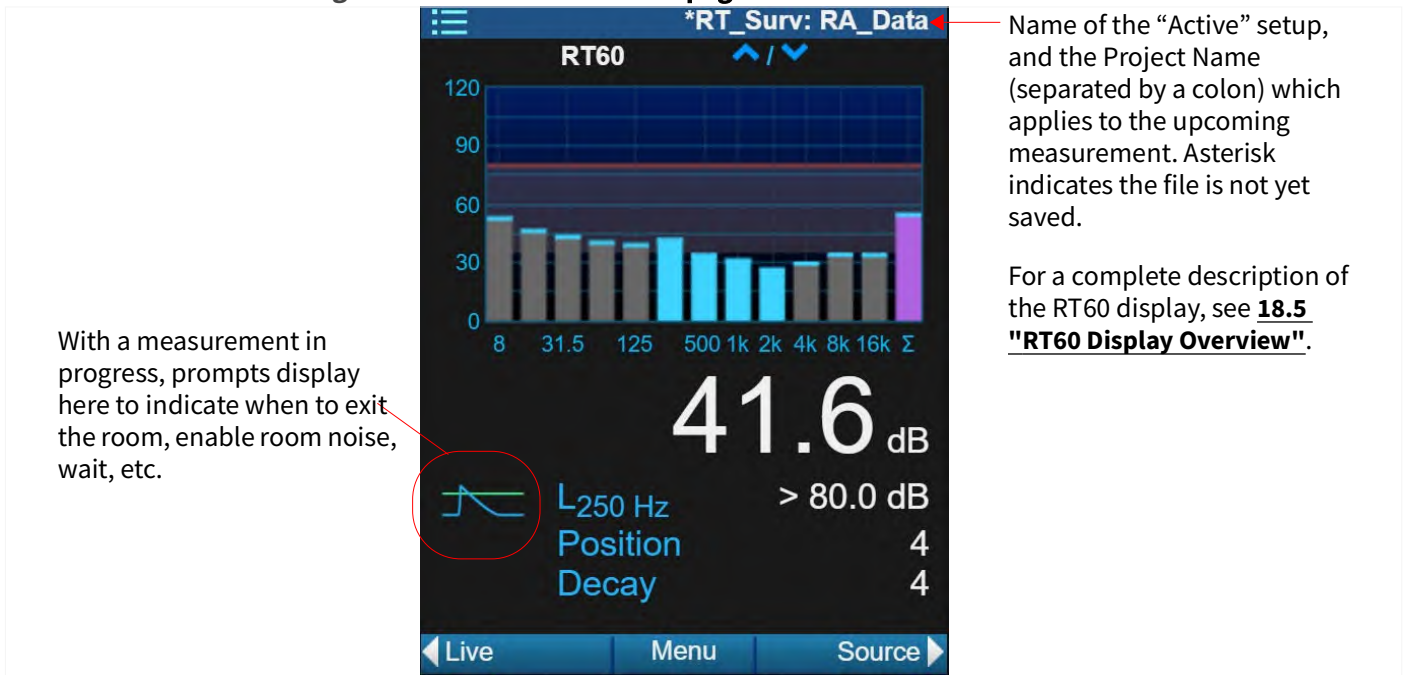 *RT_Surv: RA_Data
RT60
/
120
90
60
30
0
8 31.5 125 500 1k 2k 4k 8k 16k Σ
41.6 dB
L250 Hz > 80.0 dB
Position 4
Decay 4
Live Menu Source
With a measurement in
progress, prompts display
here to indicate when to exit
the room, enable room noise,
wait, etc.
Name of the “Active” setup,
and the Project Name
(separated by a colon) which
applies to the upcoming
measurement. Asterisk
indicates the file is not yet
saved.
For a complete description of
the RT60 display, see 18.5
"RT60 Display Overview".